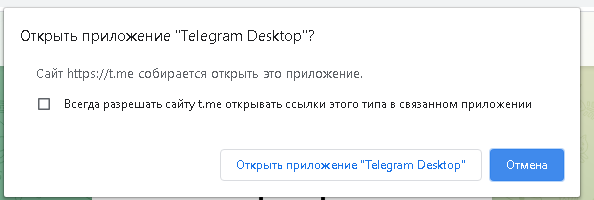 Открыть приложение "Telegram Desktop"?
Сайт https://t.me собирается открыть это приложение.
Всегда разрешать сайту t.me открывать ссылки этого типа в связанном приложении
Открыть приложение "Telegram Desktop"
Отмена